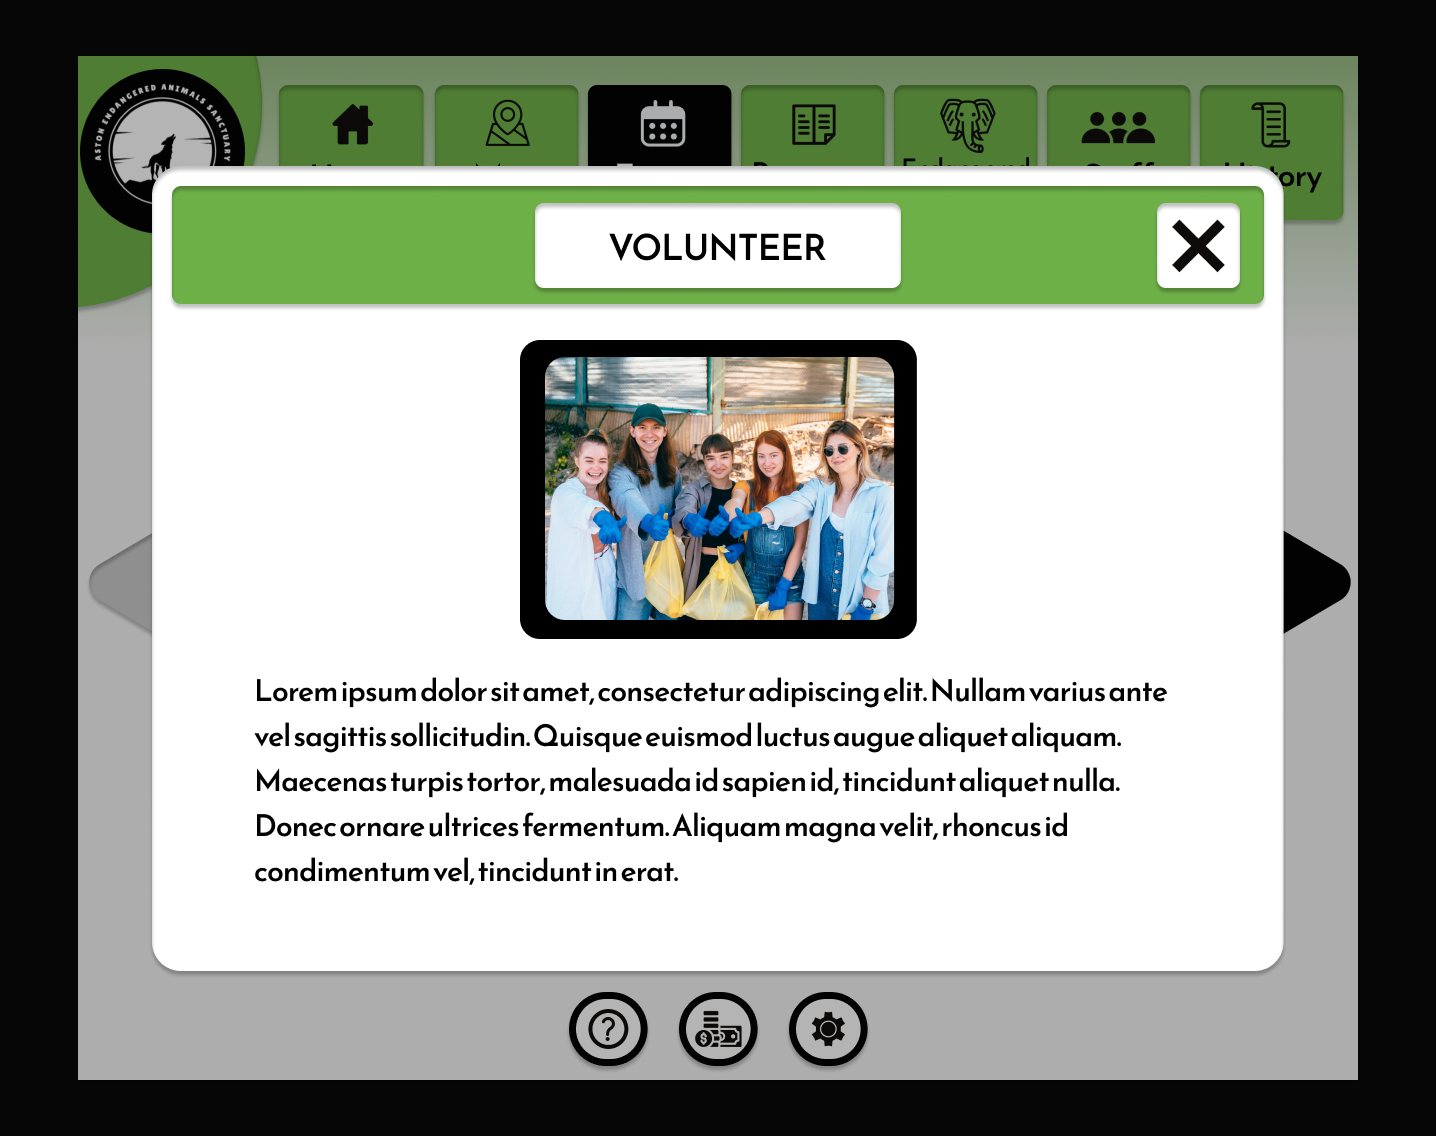 ASTON ENDANGERED ANIMALS SANCTUARY
VOLUNTEER
Lorem ipsum dolor sit amet, consectetur adipiscing elit. Nullam varius ante
vel sagittis sollicitudin. Quisque euismod luctus augue aliquet aliquam.
Maecenas turpis tortor, malesuada id sapien id, tincidunt aliquet nulla.
Donec ornare ultrices fermentum. Aliquam magna velit, rhoncus id
condimentum vel, tincidunt in erat.